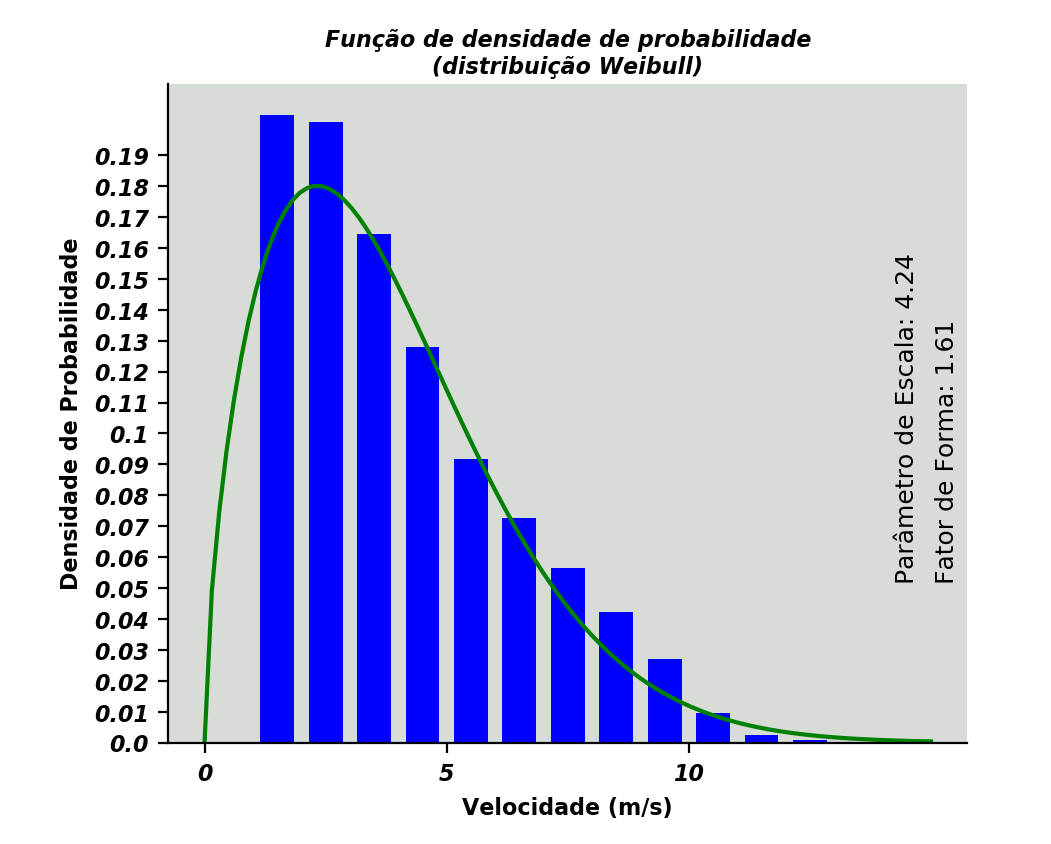 Função de densidade de probabilidade
(distribuição Weibull)
Densidade de Probabilidade
0.19
0.18
0.17
0.16
0.15
0.14
0.13
0.12
0.11
0.1
0.09
0.08
0.07
0.06
0.05
0.04
0.03
0.02
0.01
0.0
Parâmetro de Escala: 4.24
Fator de Forma: 1.61
0 5 10
Velocidade (m/s)